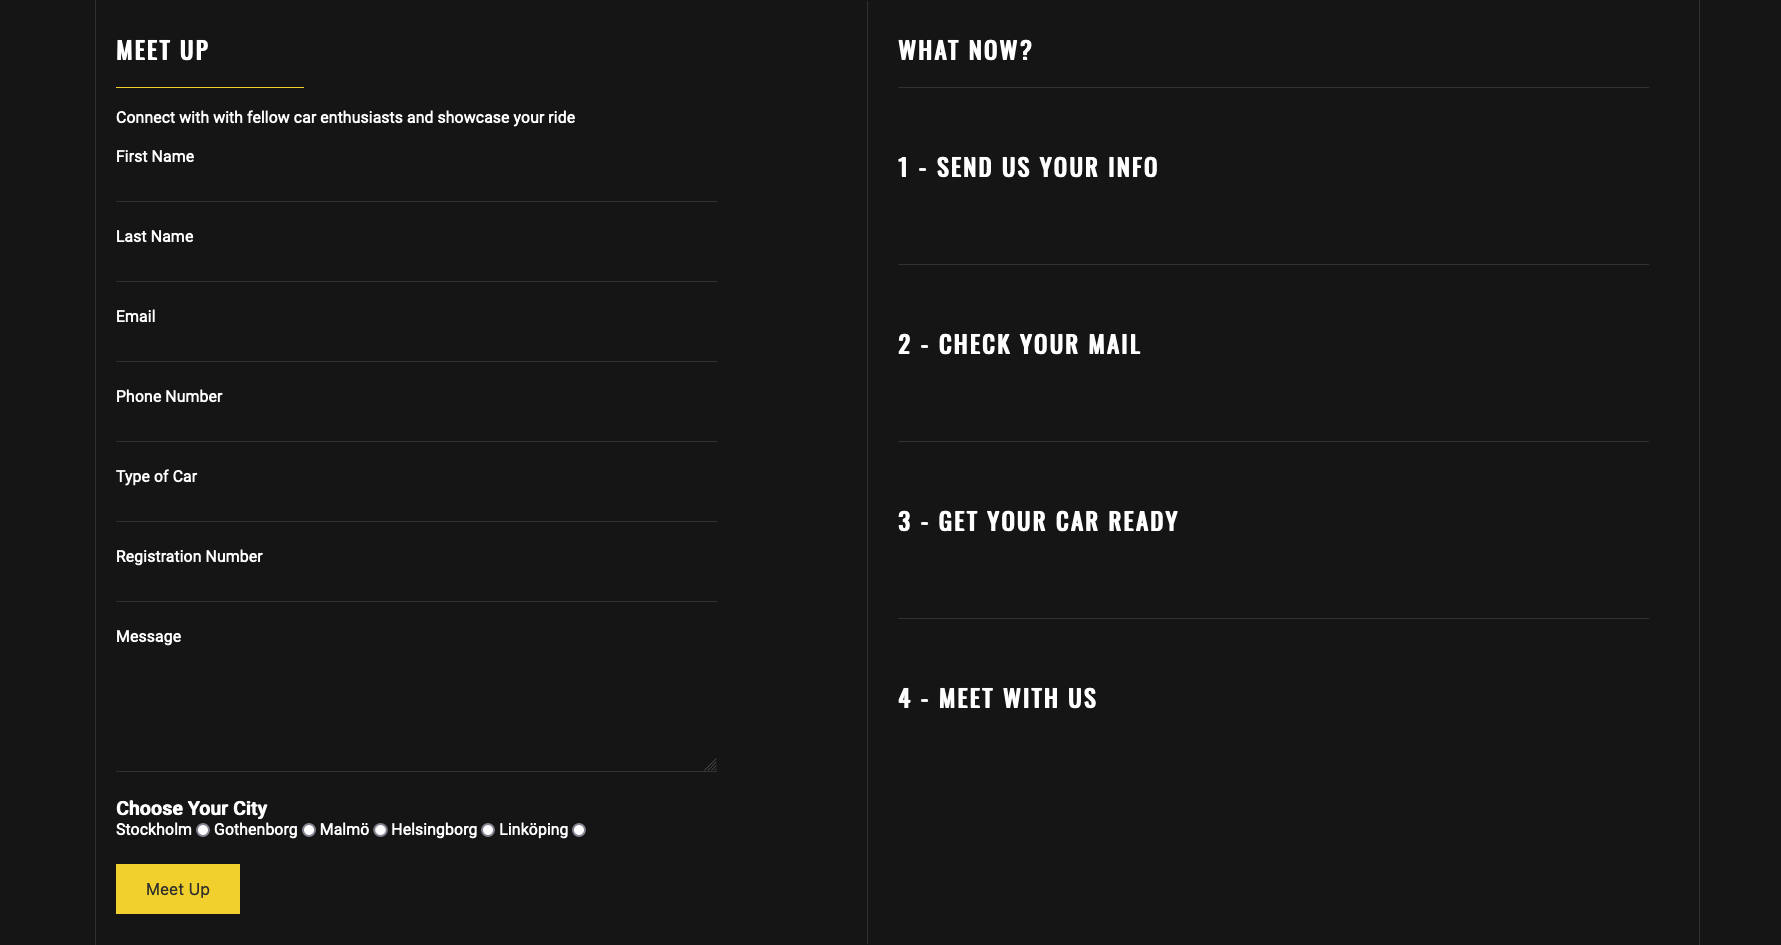 MEET UP
Connect with with fellow car enthusiasts and showcase your ride
First Name
Last Name
Email
Phone Number
Type of Car
Registration Number
Message
Choose Your City
Stockholm Gothenborg Malmö Helsingborg Linköping
Meet Up
WHAT NOW?
1 - SEND US YOUR INFO
2 - CHECK YOUR MAIL
3 - GET YOUR CAR READY
4 - MEET WITH US